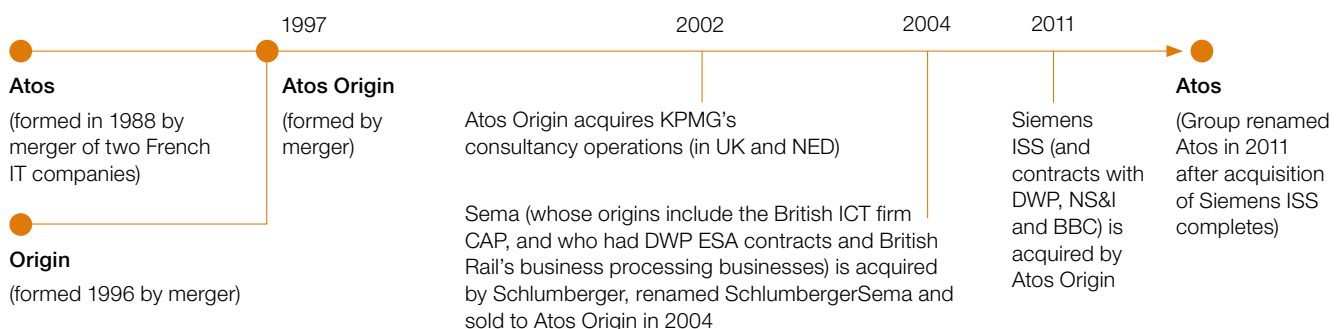 1997
2002
2004
2011
Atos
(formed in 1988 by
merger of two French
IT companies)
Origin
(formed 1996 by merger)
Atos Origin
(formed by
merger)
Atos Origin acquires KPMG's
consultancy operations (in UK and NED)
Sema (whose origins include the British ICT firm
CAP, and who had DWP ESA contracts and British
Rail's business processing businesses) is acquired
by Schlumberger, renamed SchlumbergerSema and
sold to Atos Origin in 2004
Siemens
ISS (and
contracts with
DWP, NS&I
and BBC) is
acquired by
Atos Origin
Atos
(Group renamed
Atos in 2011
after acquisition
of Siemens ISS
completes)